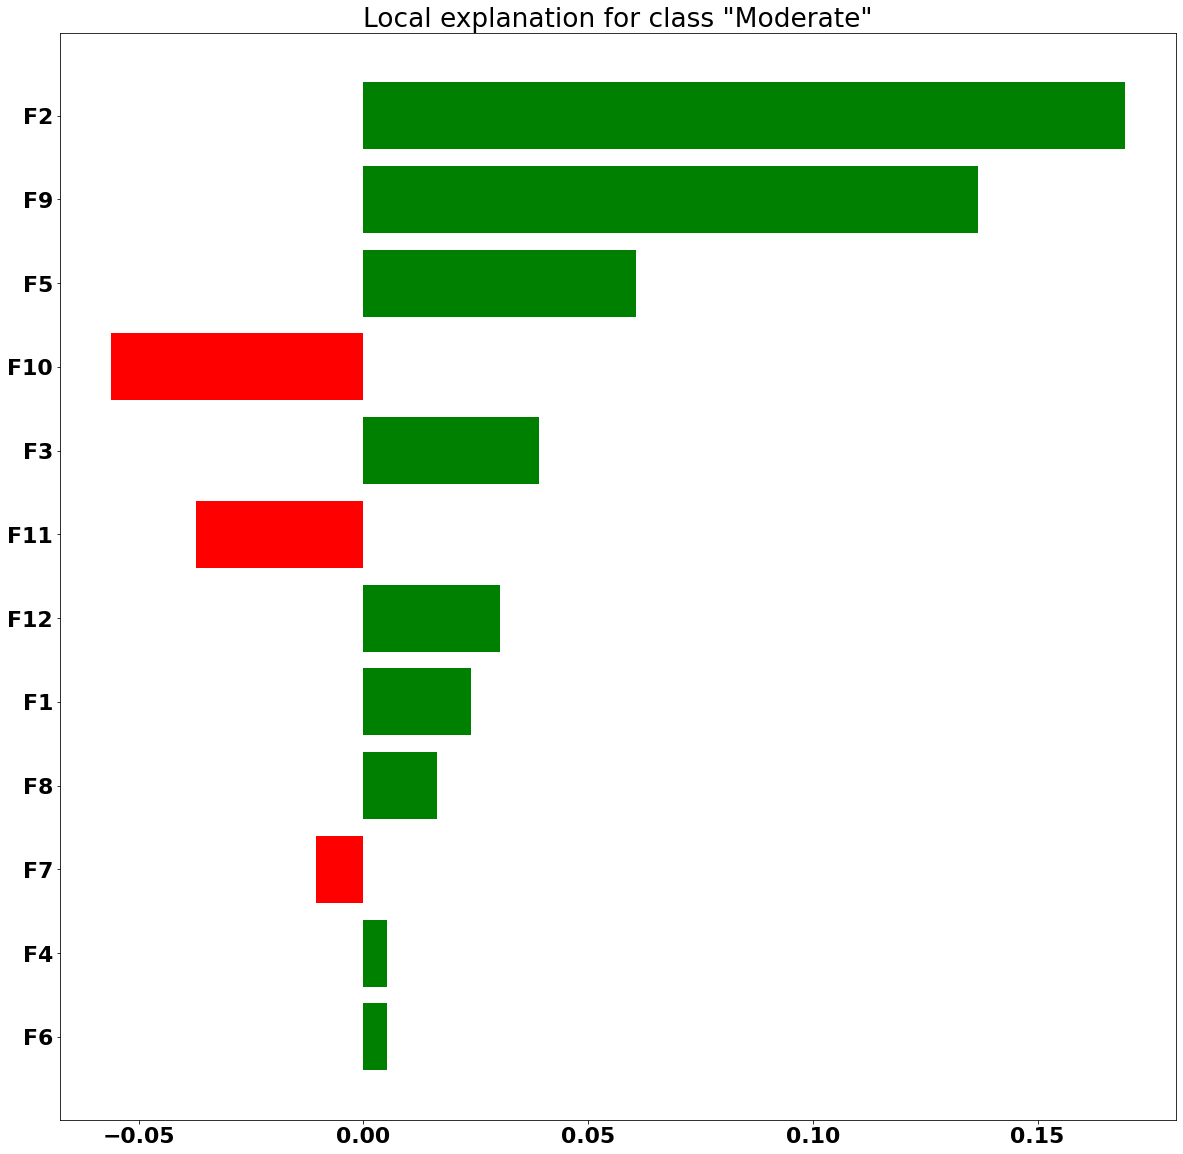 Local explanation for class "Moderate"
F2
F9
F5
F10
F3
F11
F12
F1
F8
F7
F4
F6
−0.05 0.00 0.05 0.10 0.15